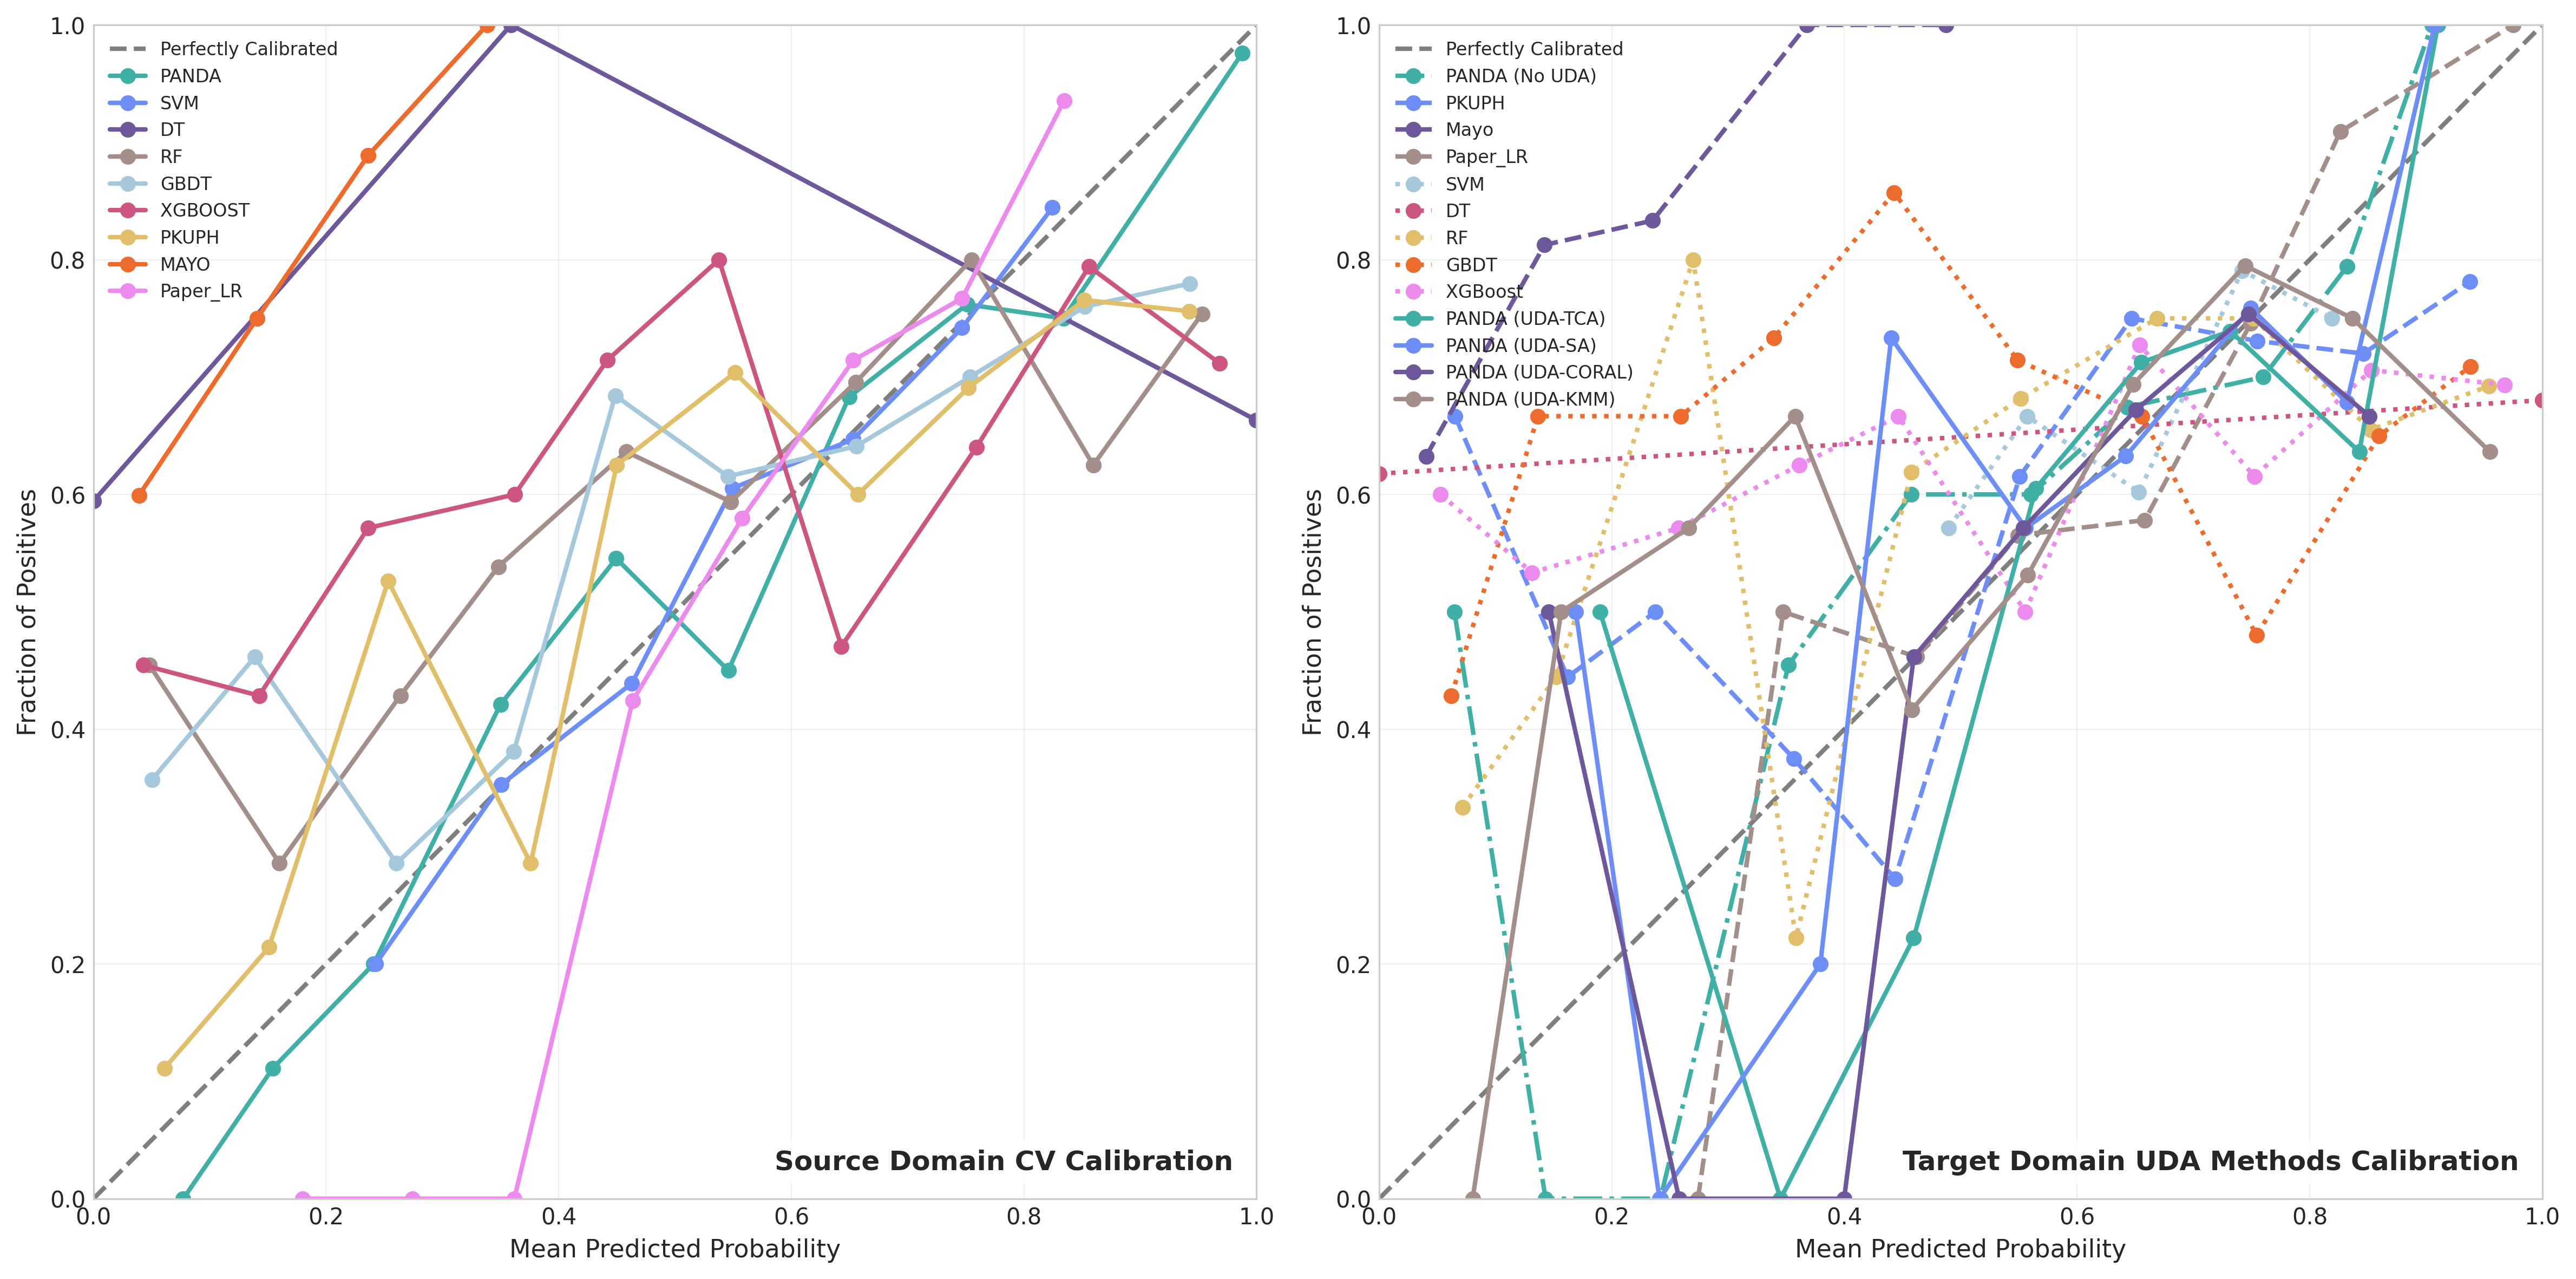 Perfectly Calibrated
PANDA
SVM
DT
RF
GBDT
XGBOOST
PKUPH
MAYO
Paper_LR
1.0
0.8
0.6
0.4
0.2
0.0
Fraction of Positives
Source Domain CV Calibration
0.0 0.2 0.4 0.6 0.8 1.0
Mean Predicted Probability
Perfectly Calibrated
PANDA (No UDA)
PKUPH
Mayo
Paper_LR
SVM
DT
RF
GBDT
XGBoost
PANDA (UDA-TCA)
PANDA (UDA-SA)
PANDA (UDA-CORAL)
PANDA (UDA-KMM)
1.0
0.8
0.6
0.4
0.2
0.0
Fraction of Positives
Target Domain UDA Methods Calibration
0.0 0.2 0.4 0.6 0.8 1.0
Mean Predicted Probability